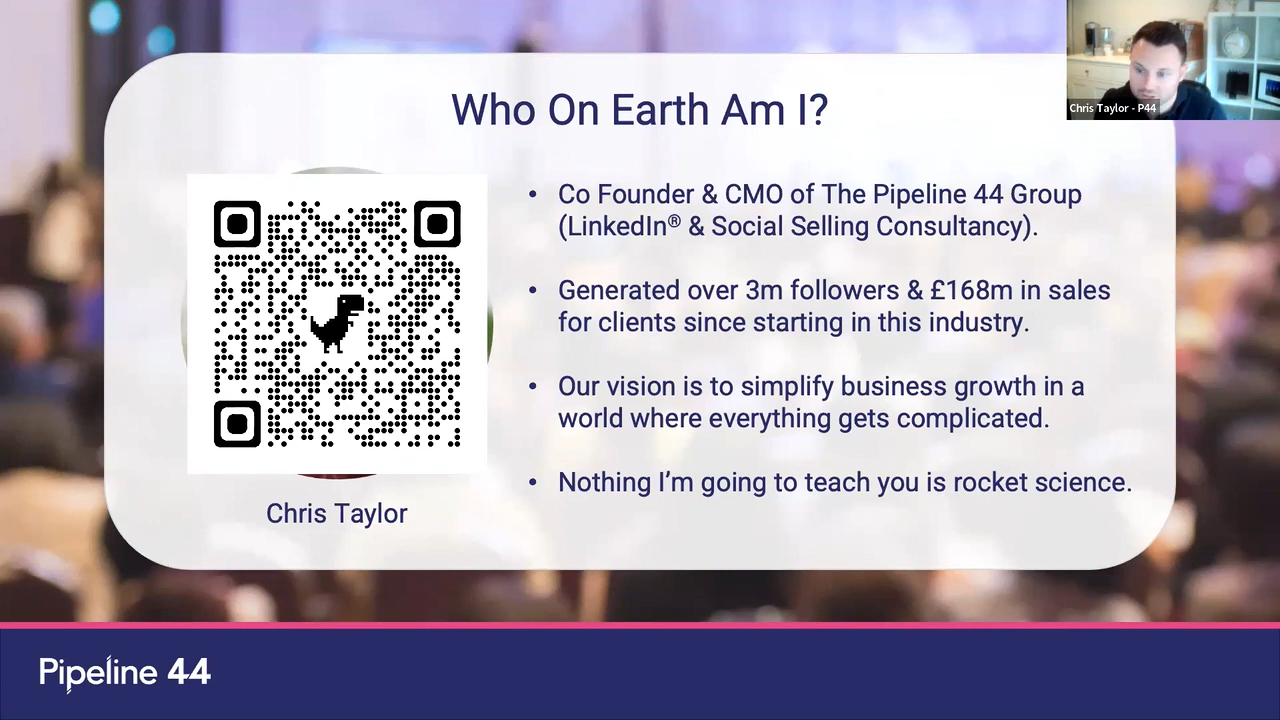 Who On Earth Am I?
Chris Taylor - P44
• Co Founder & CMO of The Pipeline 44 Group
(LinkedIn® & Social Selling Consultancy).
• Generated over 3m followers & £168m in sales
for clients since starting in this industry.
• Our vision is to simplify business growth in a
world where everything gets complicated.
• Nothing I’m going to teach you is rocket science.
Chris Taylor
Pipeline 44